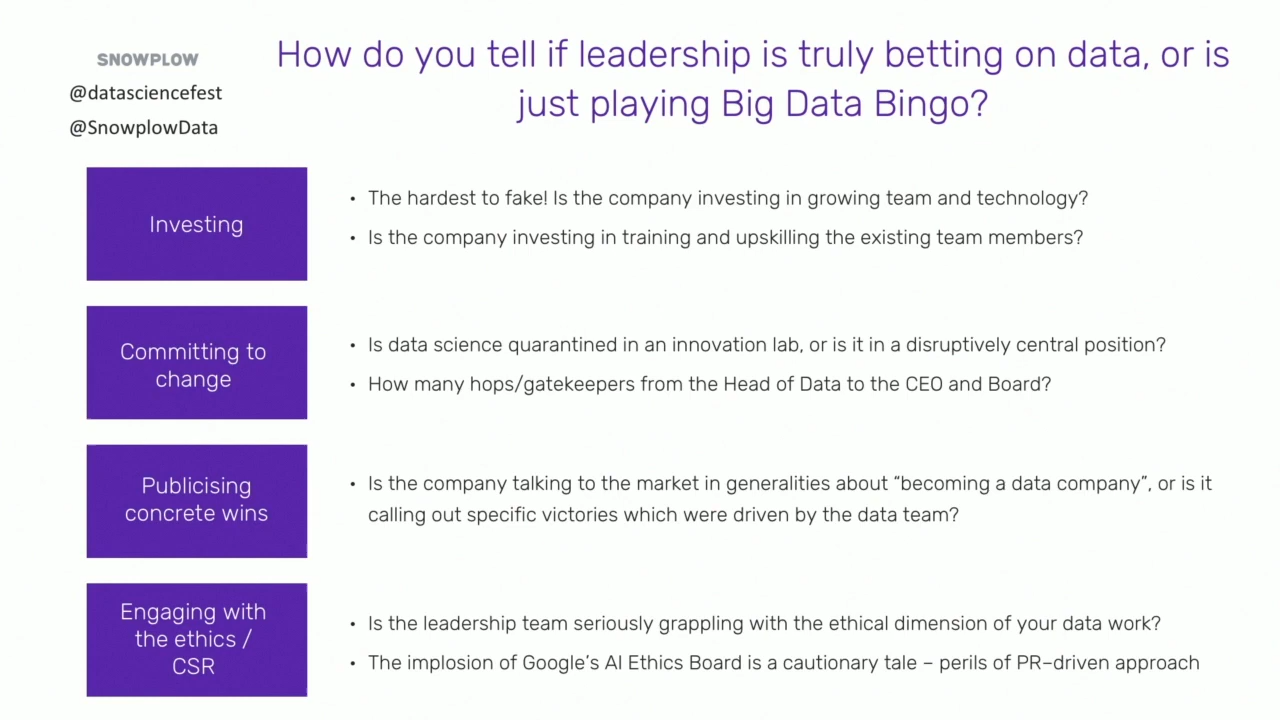 SNOWPLOW
@datasciencefest
@SnowplowData
How do you tell if leadership is truly betting on data, or is
just playing Big Data Bingo?
Investing
• The hardest to fake! Is the company investing in growing team and technology?
• Is the company investing in training and upskilling the existing team members?
Committing to
change
• Is data science quarantined in an innovation lab, or is it in a disruptively central position?
• How many hops/gatekeepers from the Head of Data to the CEO and Board?
Publicising
concrete wins
• Is the company talking to the market in generalities about “becoming a data company”, or is it
calling out specific victories which were driven by the data team?
Engaging with
the ethics /
CSR
• Is the leadership team seriously grappling with the ethical dimension of your data work?
• The implosion of Google’s AI Ethics Board is a cautionary tale – perils of PR–driven approach